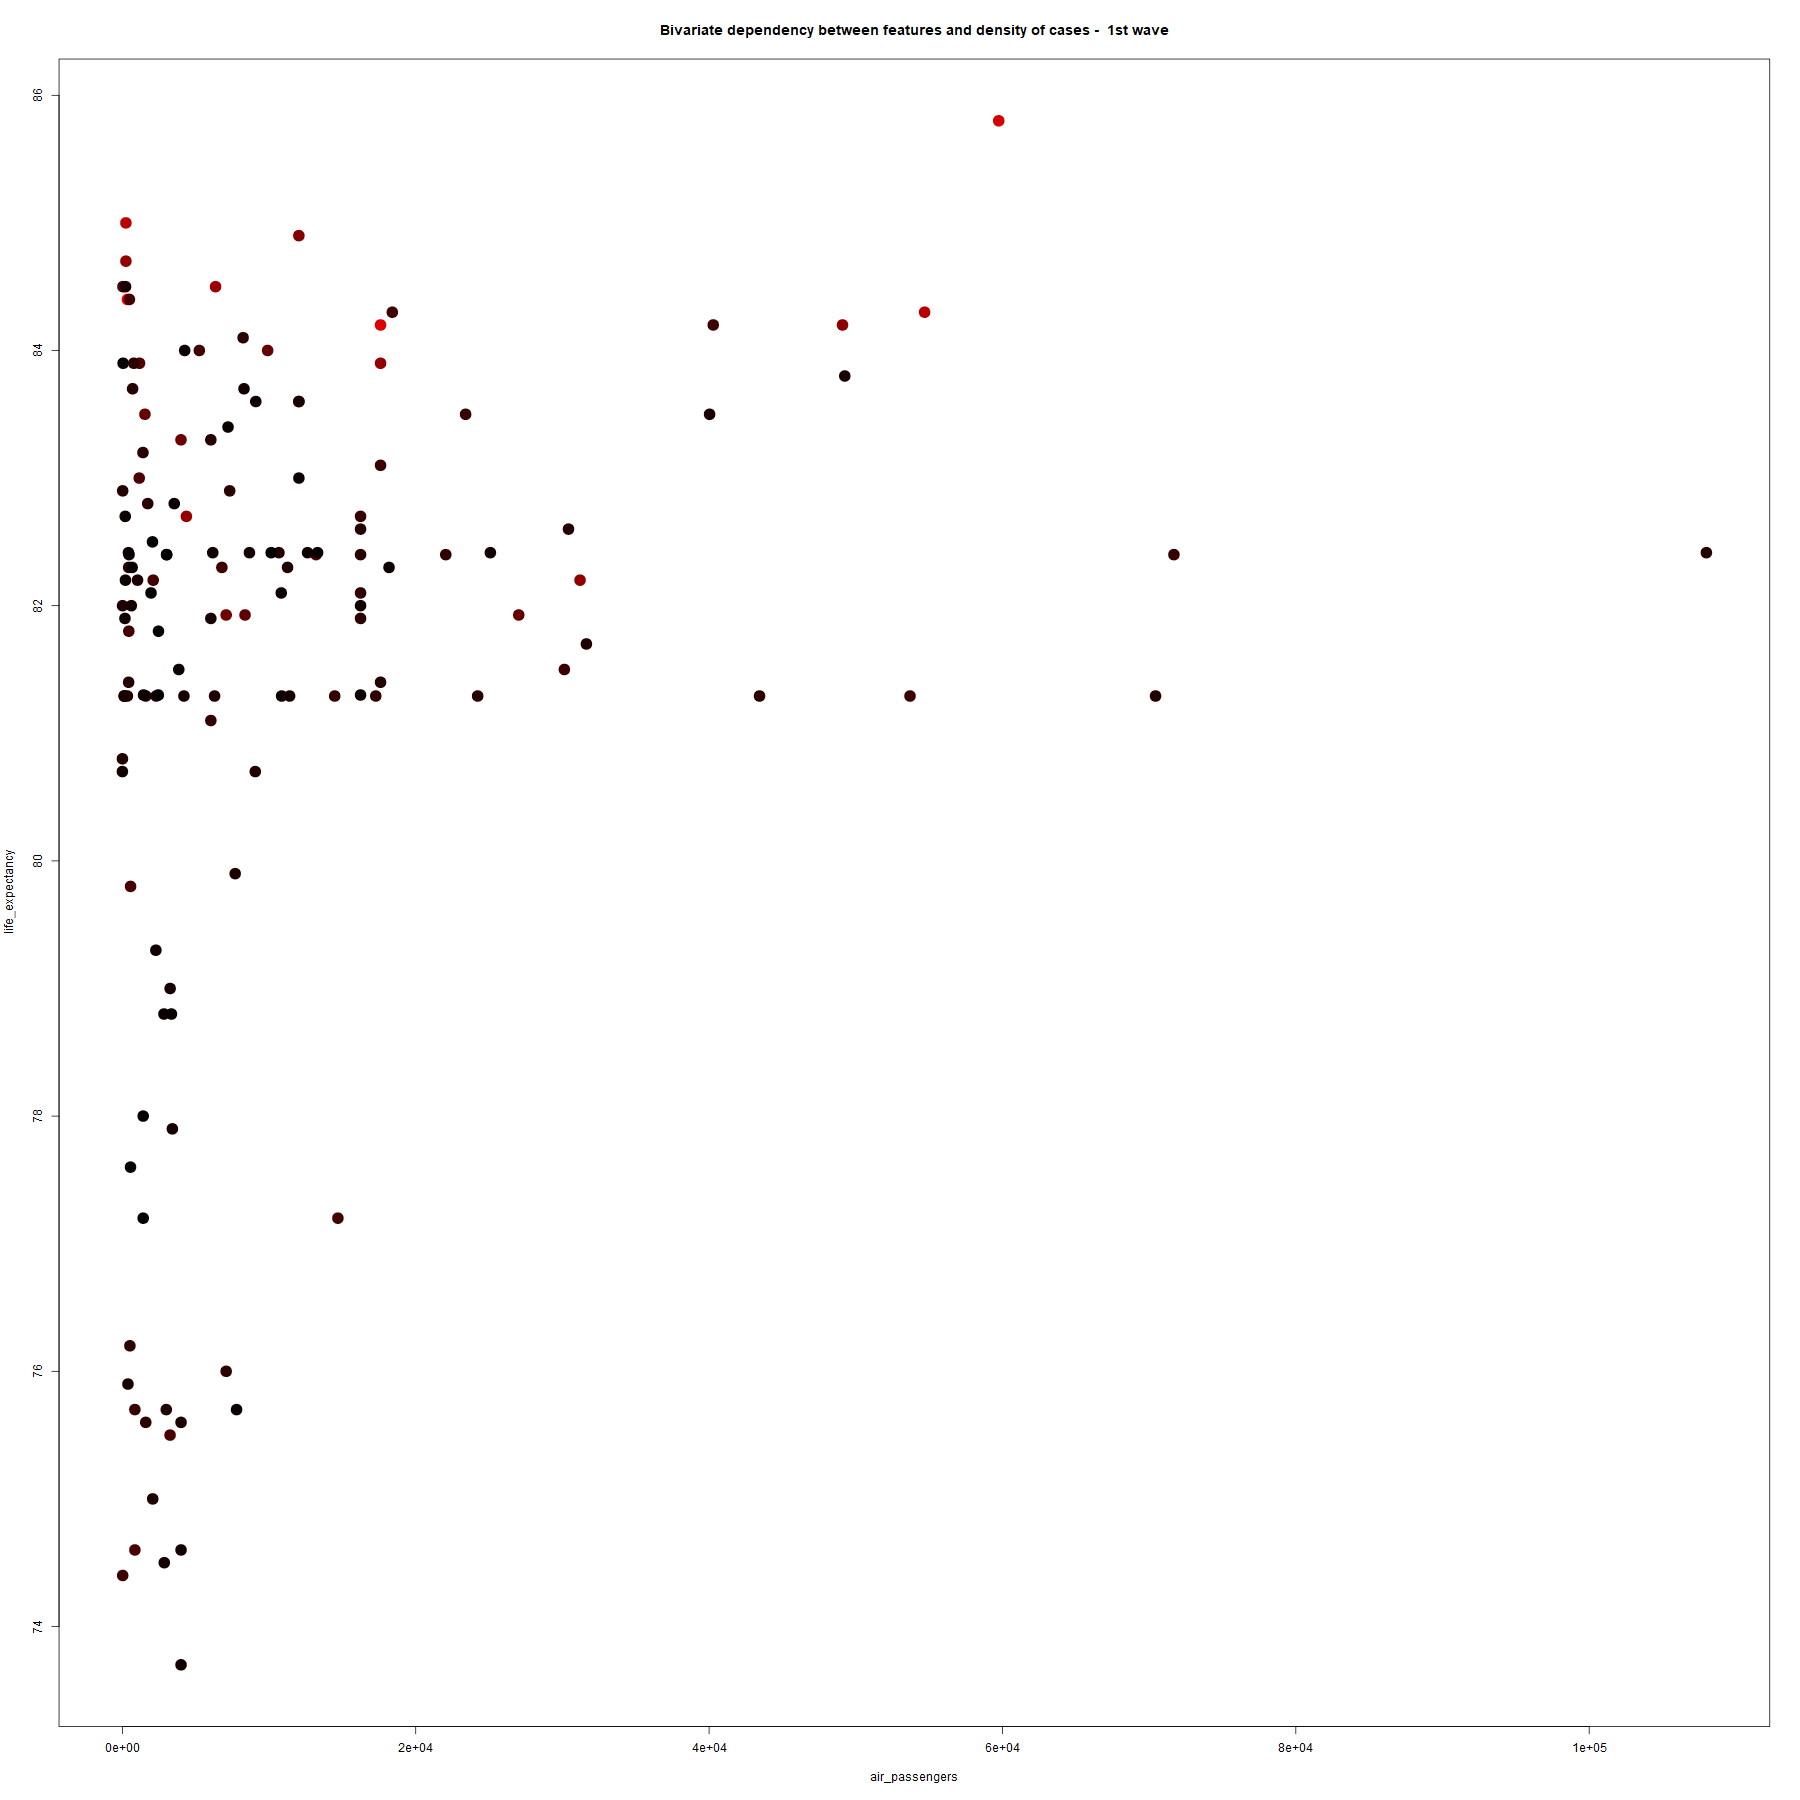 Bivariate dependency between features and density of cases - 1st wave
86
84
82
80
78
76
74
life_expectancy
0e+00 2e+04 4e+04 6e+04 8e+04 1e+05
air_passengers